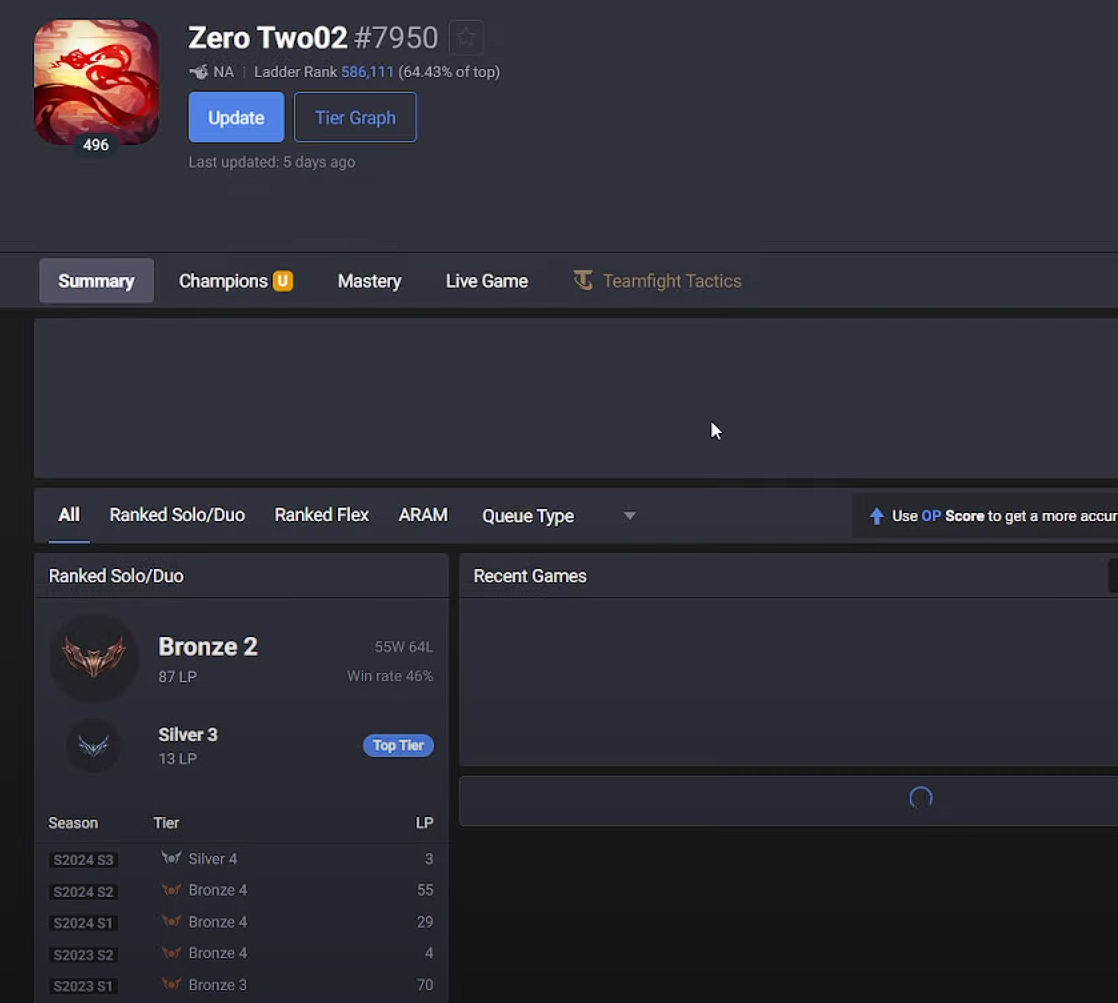 Zero Two02 #7950
NA | Ladder Rank 586,111 (64.43% of top)
Update Tier Graph
496
Last updated: 5 days ago
Summary Champions U Mastery Live Game Teamfight Tactics
All Ranked Solo/Duo Ranked Flex ARAM Queue Type Use OP Score to get a more accur
Ranked Solo/Duo
Bronze 2 55W 64L
87 LP Win rate 46%
Silver 3 Top Tier
13 LP
Season Tier LP
S2024 S3 Silver 4 3
S2024 S2 Bronze 4 55
S2024 S1 Bronze 4 29
S2023 S2 Bronze 4 4
S2023 S1 Bronze 3 70
Recent Games